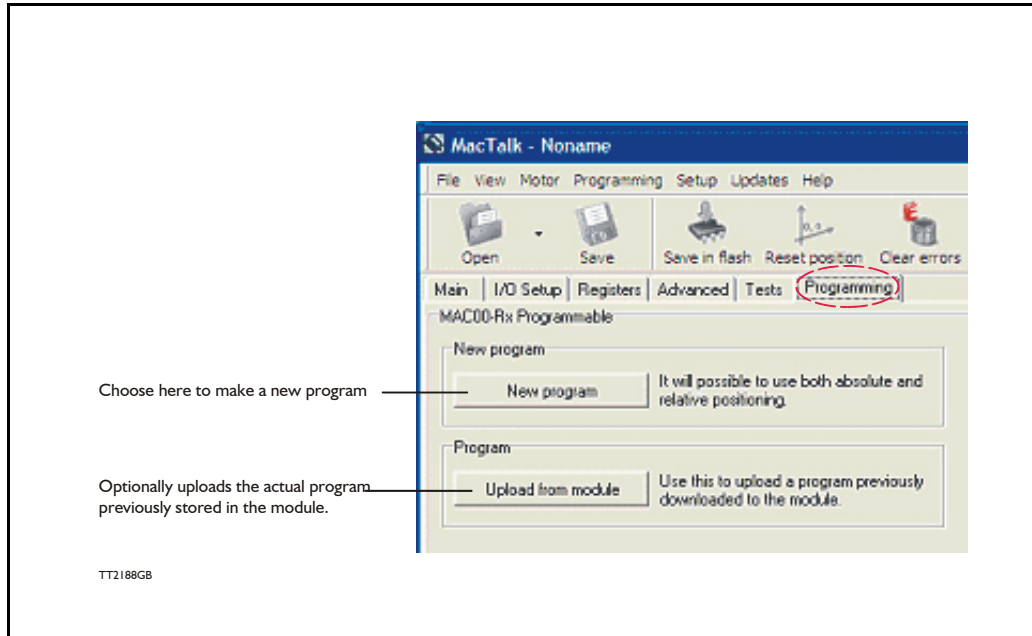 MacTalk - Noname
File View Motor Programming Setup Updates Help
Open Save Save in flash Reset position Clear errors
Main I/O Setup Registers Advanced Tests Programming
MAC00-Rx Programmable
New program
Choose here to make a new program
New program
It will possible to use both absolute and
relative positioning.
Program
Optionally uploads the actual program
previously stored in the module.
Upload from module
Use this to upload a program previously
downloaded to the module.
TT2188GB